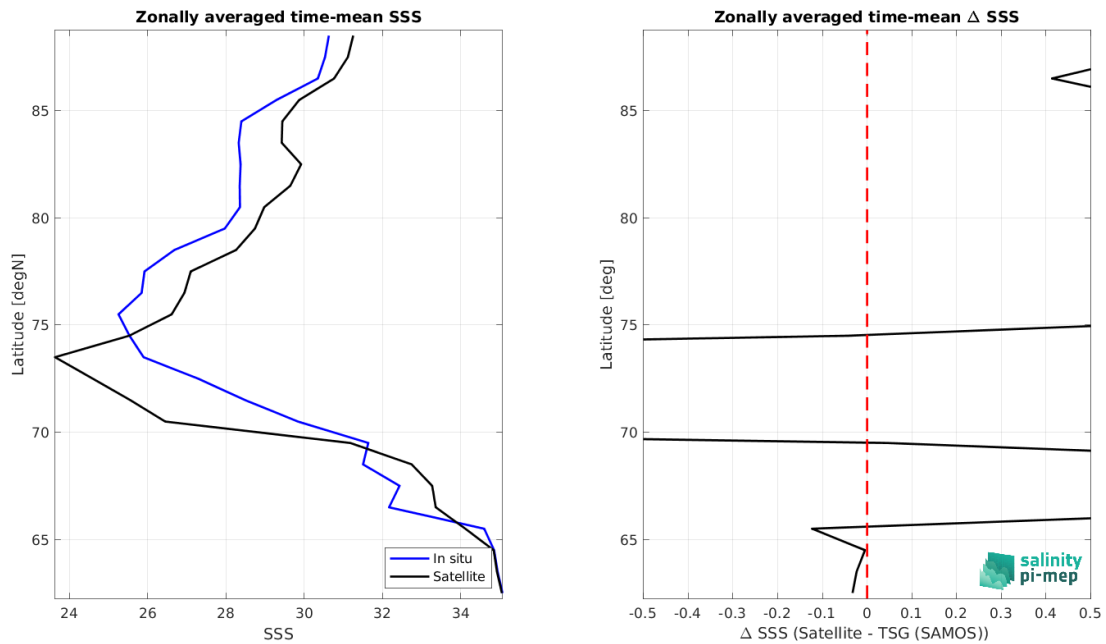 Zonally averaged time-mean SSS
85
80
75
70
65
24 26 28 30 32 34
Latitude [degN]
SSS
In situ
Satellite
Zonally averaged time-mean Δ SSS
85
80
75
70
65
-0.5 -0.4 -0.3 -0.2 -0.1 0 0.1 0.2 0.3 0.4 0.5
Latitude [deg]
Δ SSS (Satellite - TSG (SAMOS))
salinity
pi-mep